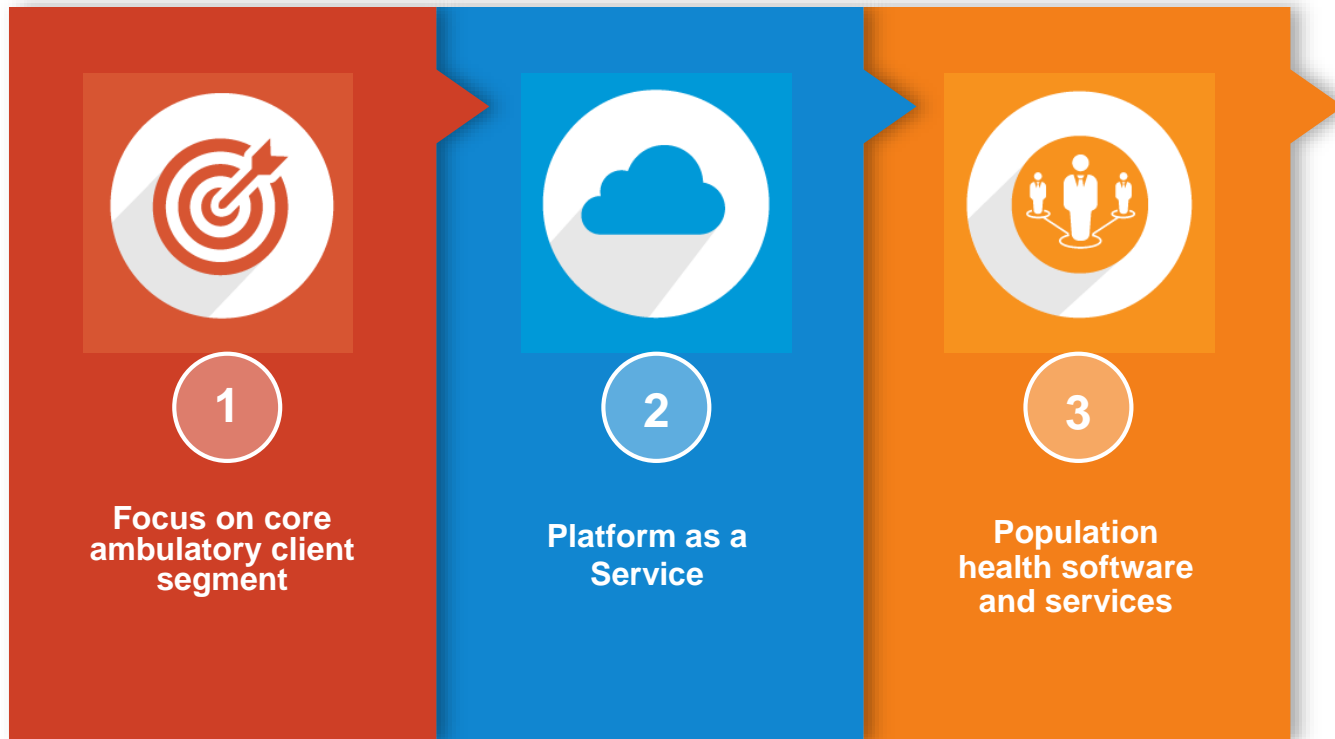 1
Focus on core
ambulatory client
segment
2
Platform as a
Service
3
Population
health software
and services